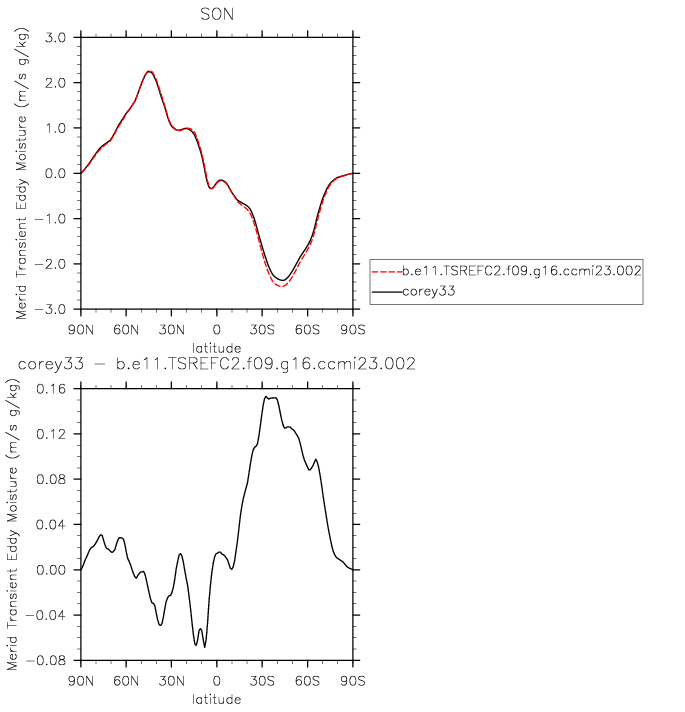 SON
Merid Transient Eddy Moisture (m/s g/kg)
3.0
2.0
1.0
0.0
−1.0
−2.0
−3.0
90N 60N 30N 0 30S 60S 90S
latitude
b.e11.TSREFC2.f09.g16.ccmi23.002
corey33
corey33 − b.e11.TSREFC2.f09.g16.ccmi23.002
Merid Transient Eddy Moisture (m/s g/kg)
0.16
0.12
0.08
0.04
0.00
−0.04
−0.08
90N 60N 30N 0 30S 60S 90S
latitude